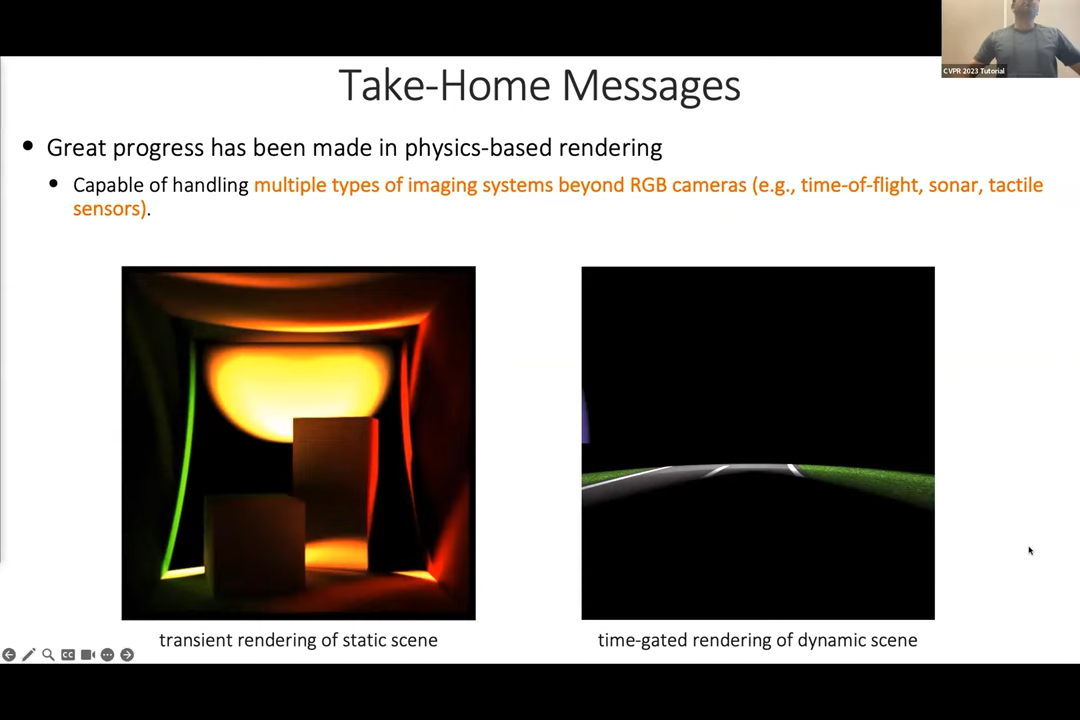 CVPR 2023 Tutorial
Take-Home Messages
Great progress has been made in physics-based rendering
Capable of handling multiple types of imaging systems beyond RGB cameras (e.g., time-of-flight, sonar, tactile
sensors).
transient rendering of static scene
time-gated rendering of dynamic scene
CC